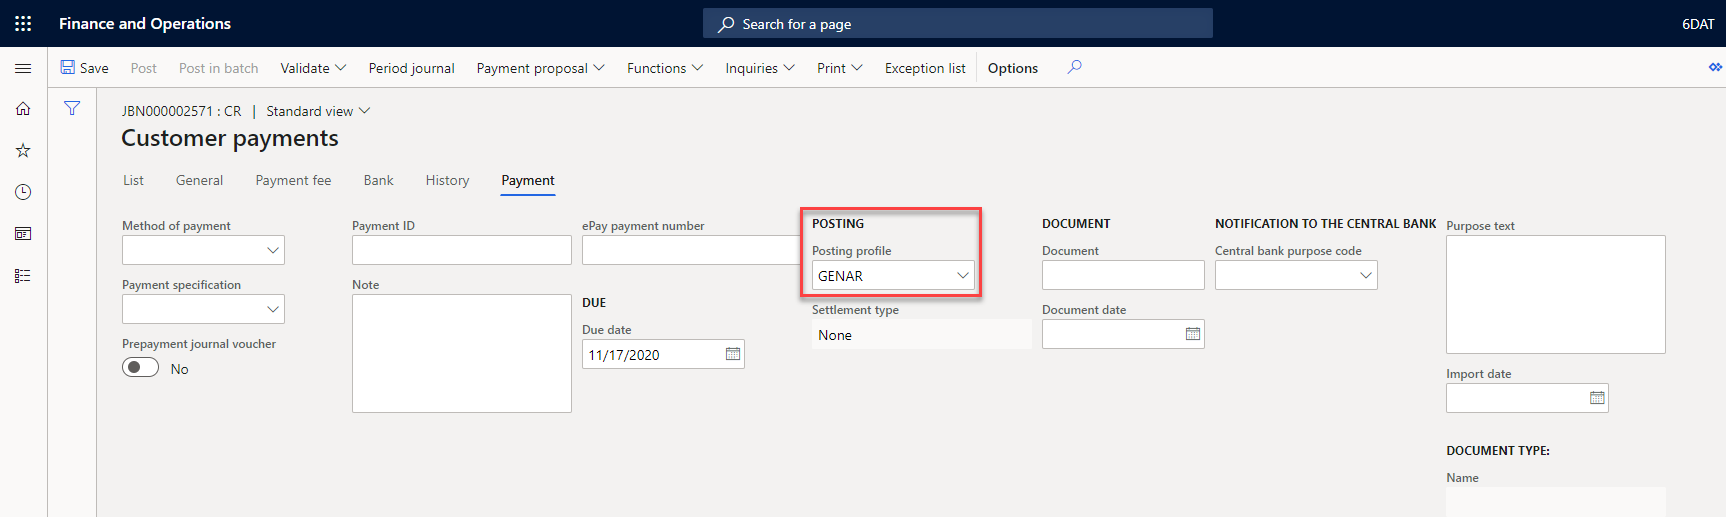 Finance and Operations
Search for a page
6DAT
Save Post Post in batch Validate Period journal Payment proposal Functions Inquiries Print Exception list Options
JBN000002571 : CR | Standard view
Customer payments
List General Payment fee Bank History Payment
Method of payment
Payment specification
Prepayment journal voucher
No
Payment ID
Note
ePay payment number
DUE
Due date
11/17/2020
POSTING
Posting profile
GENAR
Settlement type
None
DOCUMENT
Document
Document date
NOTIFICATION TO THE CENTRAL BANK
Central bank purpose code
Purpose text
Import date
DOCUMENT TYPE:
Name